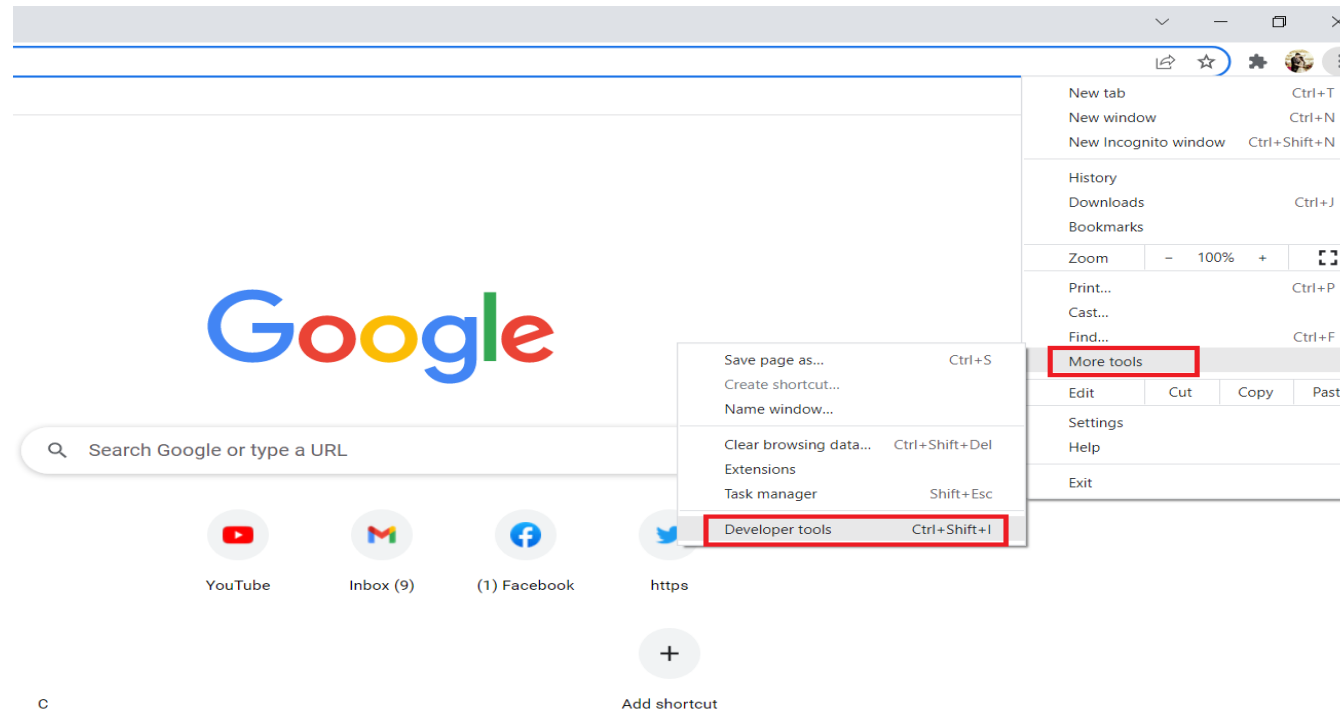 New tab Ctrl+T
New window Ctrl+N
New Incognito window Ctrl+Shift+N
History
Downloads Ctrl+J
Bookmarks
Zoom - 100% +
Print... Ctrl+P
Cast...
Find... Ctrl+F
More tools
Edit Cut Copy Past
Settings
Help
Exit
Save page as... Ctrl+S
Create shortcut...
Name window...
Clear browsing data... Ctrl+Shift+Del
Extensions
Task manager Shift+Esc
Developer tools Ctrl+Shift+I
Google
Search Google or type a URL
YouTube Inbox (9) (1) Facebook https
Add shortcut
C